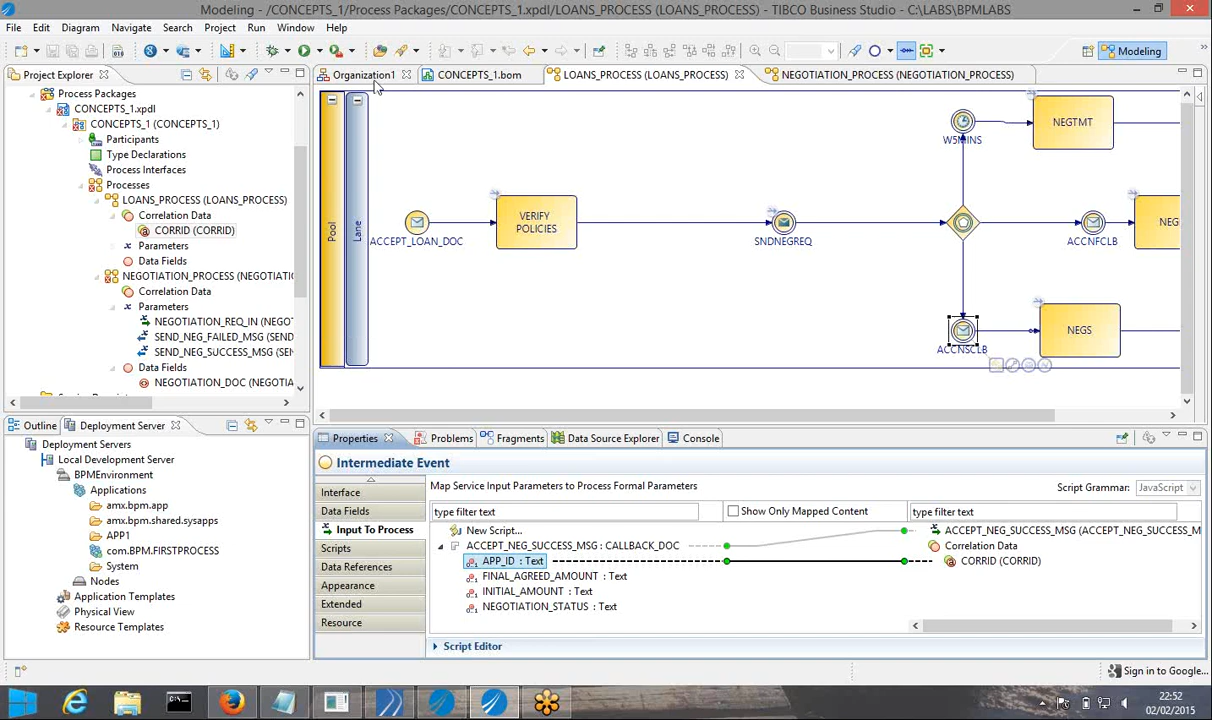 Modeling - /CONCEPTS_1/Process Packages/CONCEPTS_1.xpdl/LOANS_PROCESS (LOANS_PROCESS) - TIBCO Business Studio - C:\LABS\BPMLABS
File Edit Diagram Navigate Search Project Run Window Help
Modeling
Project Explorer
Organization1
CONCEPTS_1.bom
LOANS_PROCESS (LOANS_PROCESS)
NEGOTIATION_PROCESS (NEGOTIATION_PROCESS)
Process Packages
CONCEPTS_1.xpdl
CONCEPTS_1 (CONCEPTS_1)
Participants
Type Declarations
Process Interfaces
Processes
LOANS_PROCESS (LOANS_PROCESS)
Correlation Data
CORRID (CORRID)
Parameters
Data Fields
NEGOTIATION_PROCESS (NEGOTIATIO
Correlation Data
Parameters
NEGOTIATION_REQ_IN (NEGOT
SEND_NEG_FAILED_MSG (SEND
SEND_NEG_SUCCESS_MSG (SEN
Data Fields
NEGOTIATION_DOC (NEGOTIA
Pool
Lane
ACCEPT_LOAN_DOC
VERIFY
POLICIES
SNDNEGREQ
W5MINS
NEGTMT
ACCNFCLB
NEG
ACCNSCLB
NEGS
Outline
Deployment Server
Deployment Servers
Local Development Server
BPMEnvironment
Applications
amx.bpm.app
amx.bpm.shared.sysapps
APP1
com.BPM.FIRSTPROCESS
System
Nodes
Application Templates
Physical View
Resource Templates
Properties
Problems
Fragments
Data Source Explorer
Console
Intermediate Event
Interface
Data Fields
Input To Process
Scripts
Data References
Appearance
Extended
Resource
Map Service Input Parameters to Process Formal Parameters
Script Grammar: JavaScript
type filter text
Show Only Mapped Content
type filter text
New Script...
ACCEPT_NEG_SUCCESS_MSG : CALLBACK_DOC
APP_ID : Text
FINAL_AGREED_AMOUNT : Text
INITIAL_AMOUNT : Text
NEGOTIATION_STATUS : Text
ACCEPT_NEG_SUCCESS_MSG (ACCEPT_NEG_SUCCESS_M
Correlation Data
CORRID (CORRID)
Script Editor
Sign in to Google...
22:52
02/02/2015